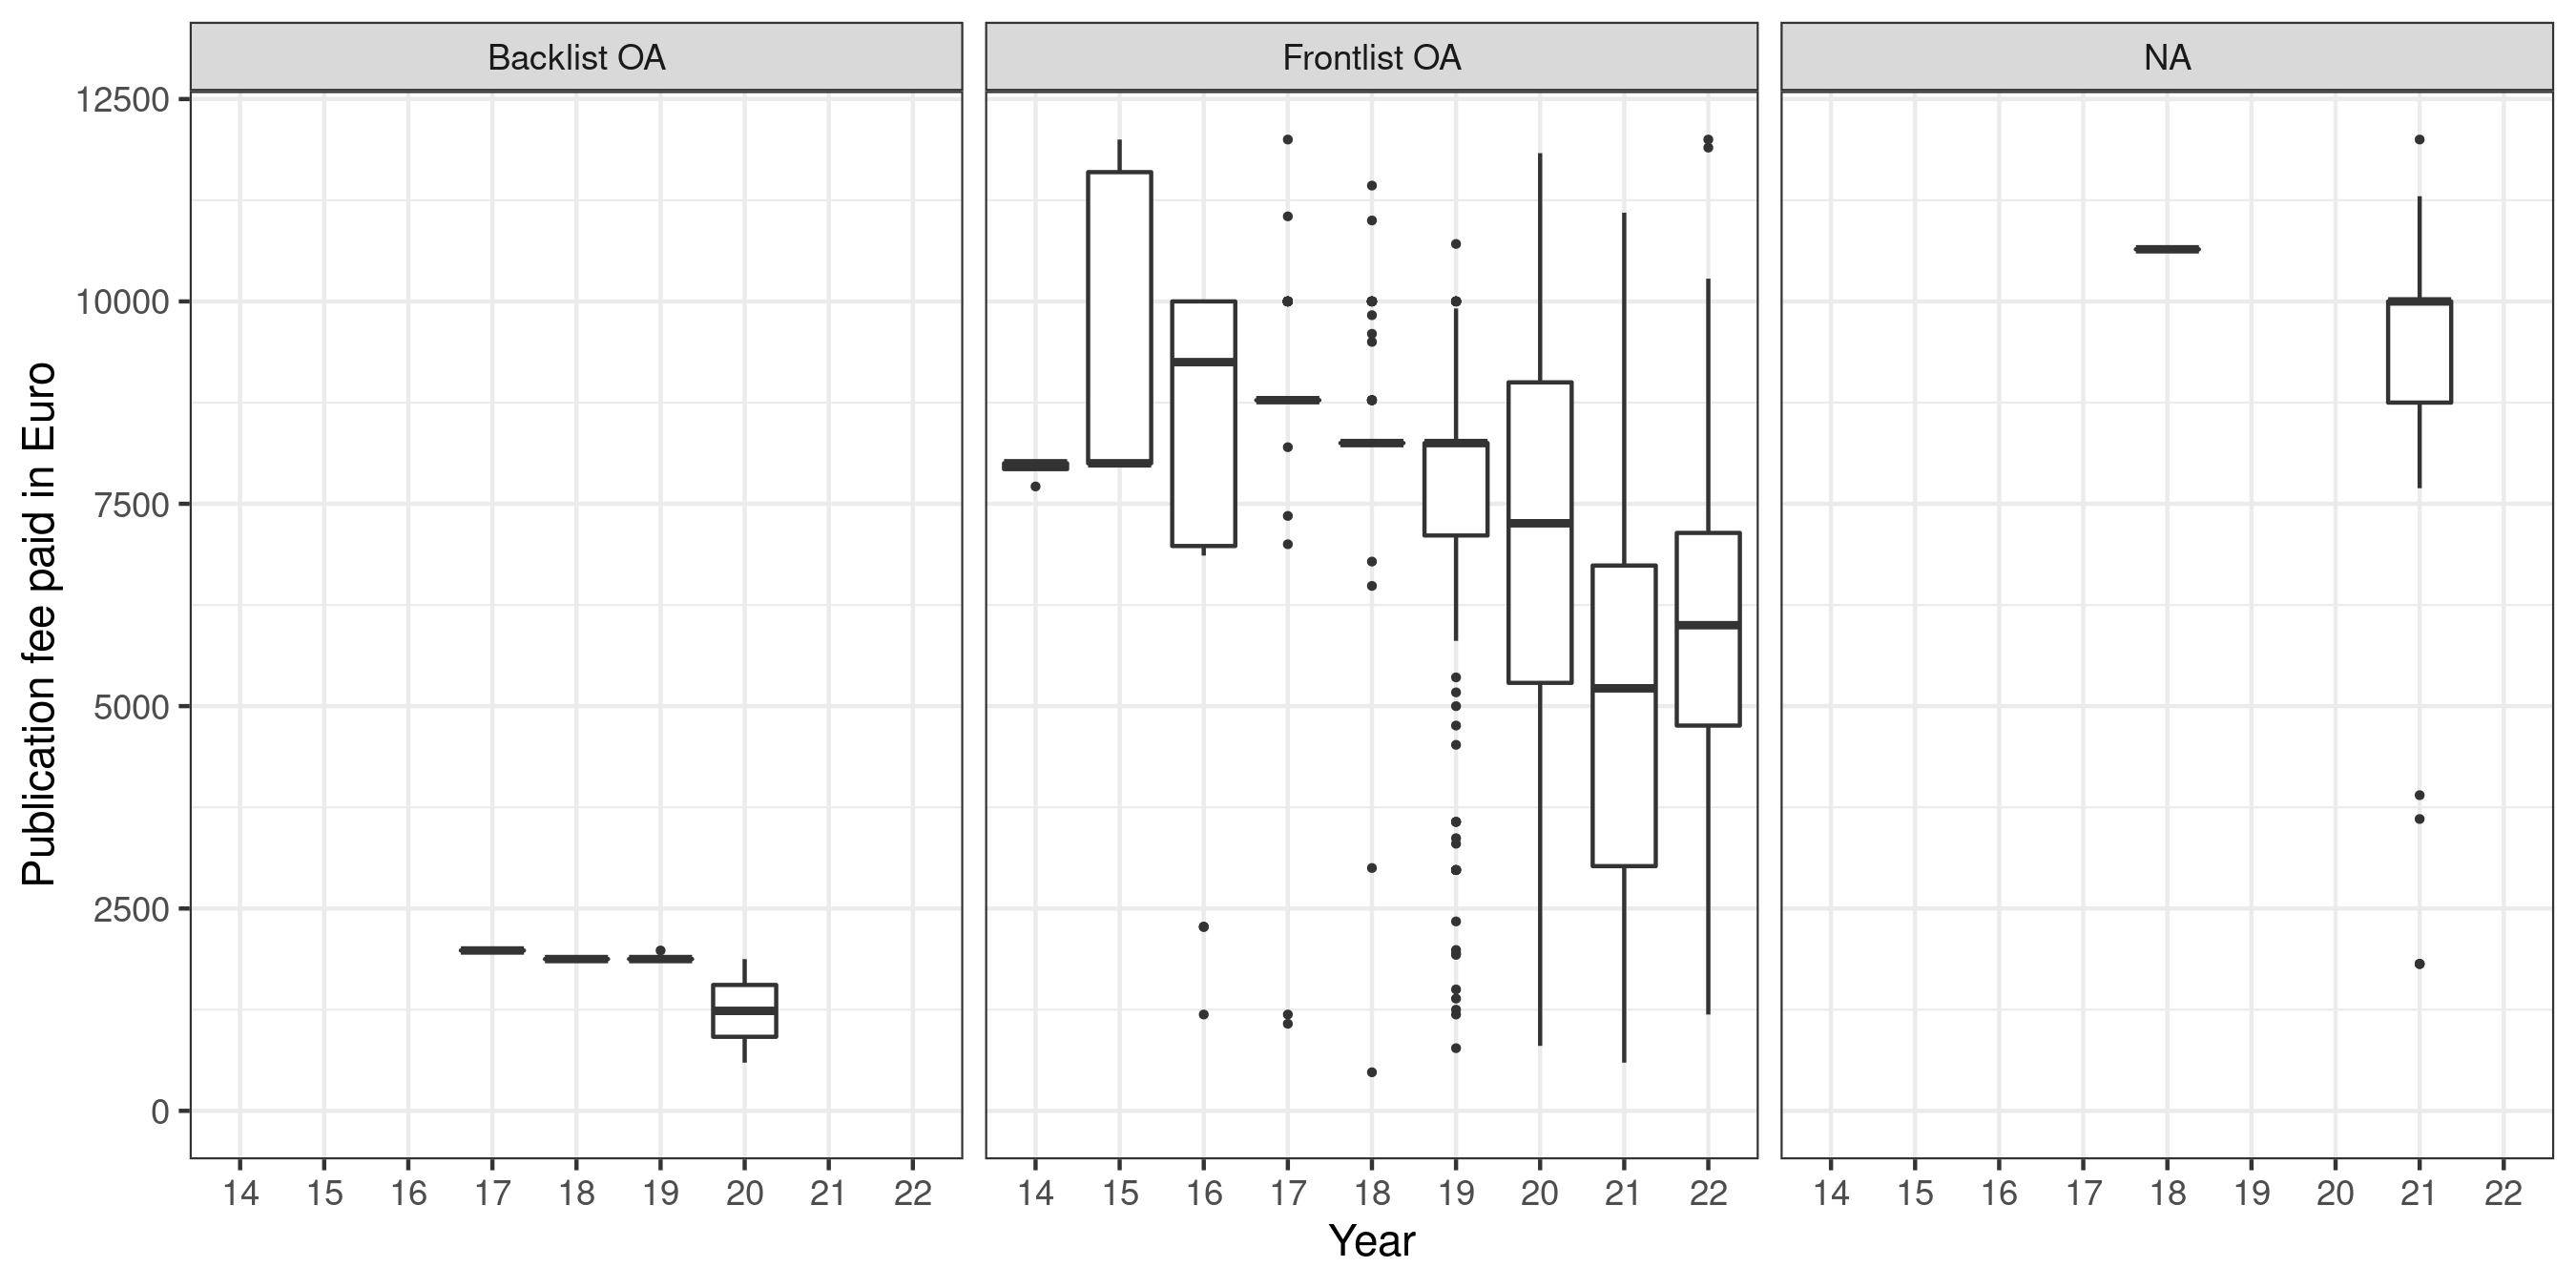 Backlist OA Frontlist OA NA
12500
10000
7500
5000
2500
0
Publication fee paid in Euro
14 15 16 17 18 19 20 21 22 14 15 16 17 18 19 20 21 22 14 15 16 17 18 19 20 21 22
Year